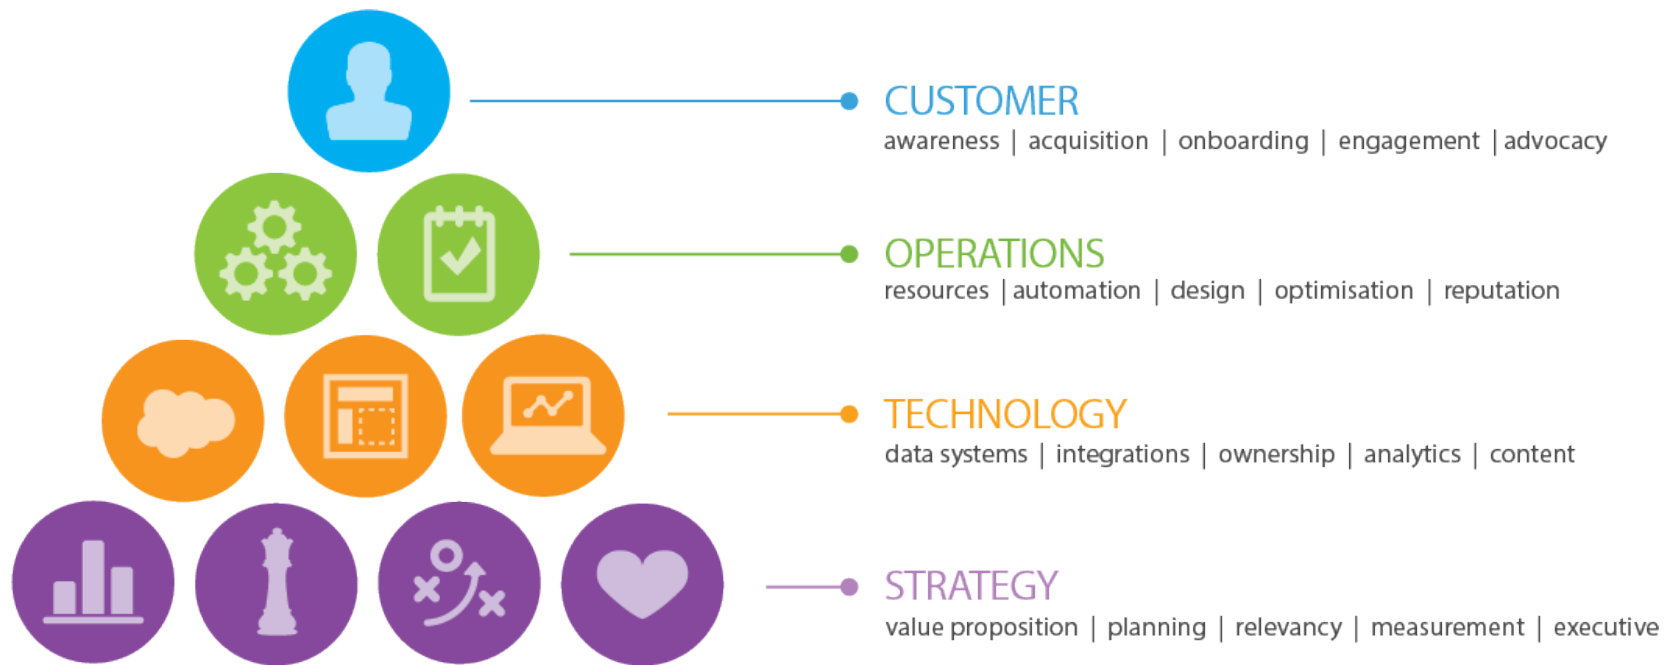 CUSTOMER
awareness | acquisition | onboarding | engagement | advocacy
OPERATIONS
resources | automation | design | optimisation | reputation
TECHNOLOGY
data systems | integrations | ownership | analytics | content
STRATEGY
value proposition | planning | relevancy | measurement | executive